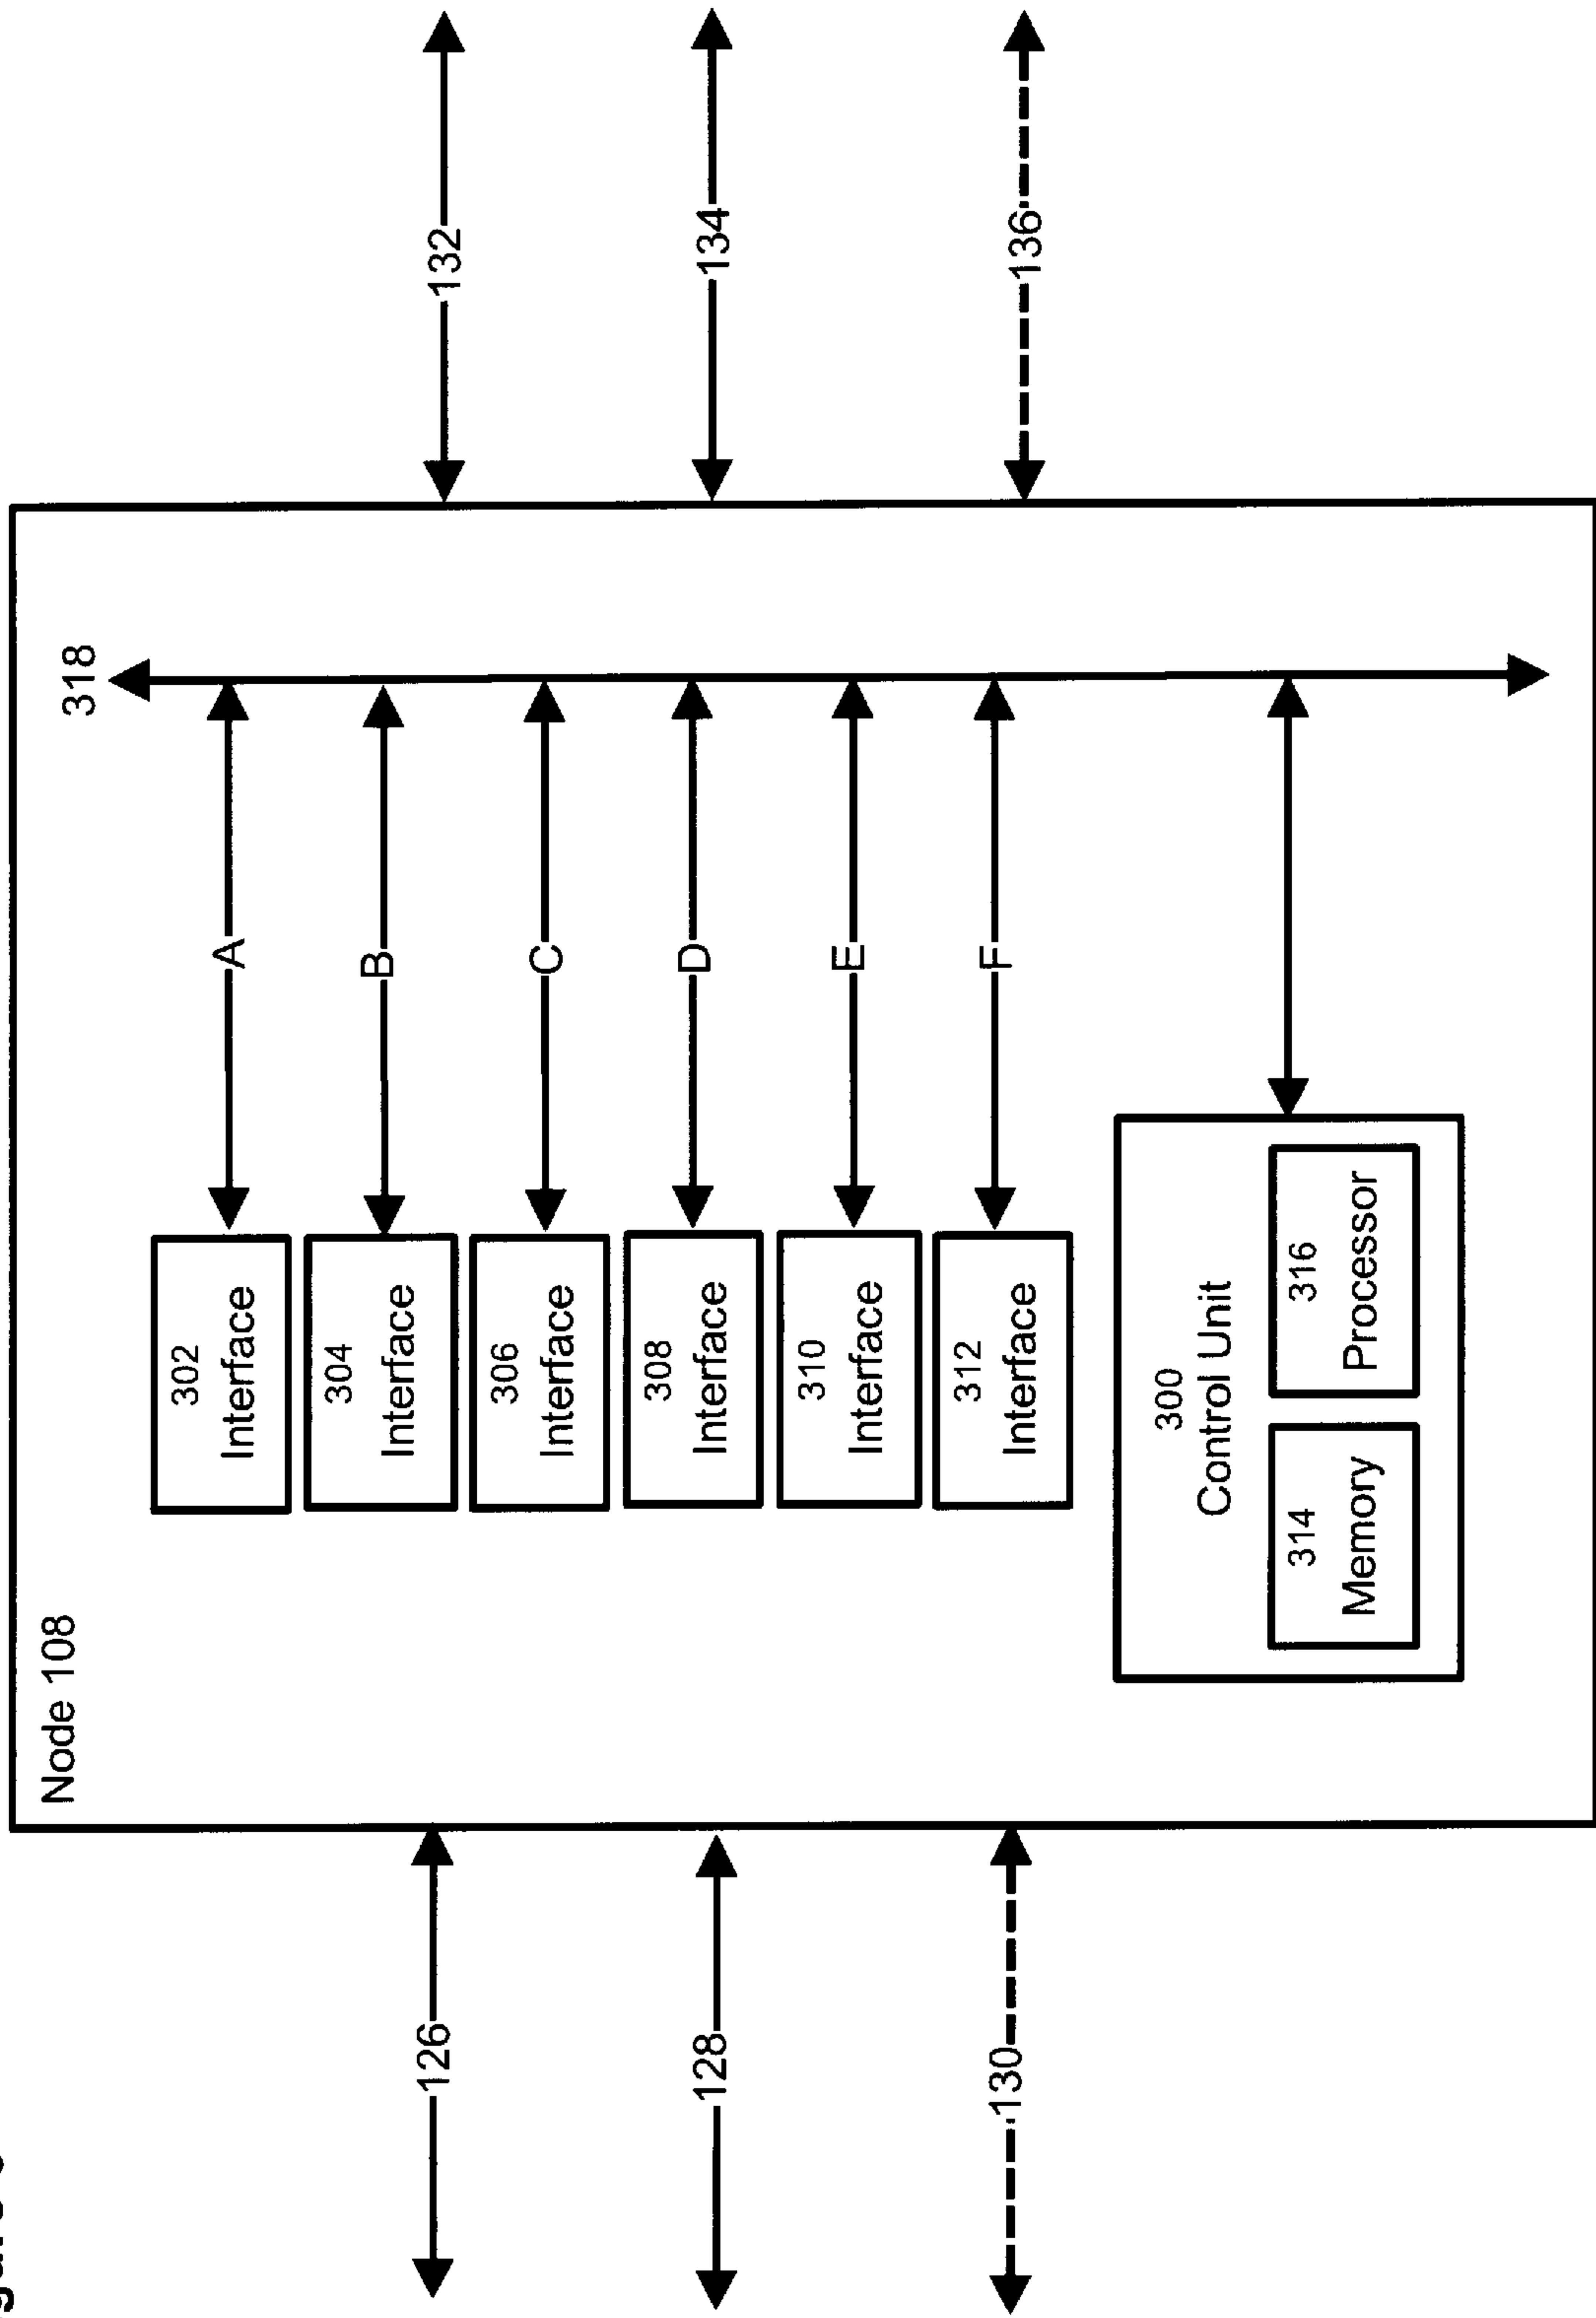 Node 108
318
302
Interface
A
304
Interface
B
306
Interface
C
308
Interface
D
310
Interface
E
312
Interface
F
300
Control Unit
314
Memory
316
Processor
126
128
130
132
134
136